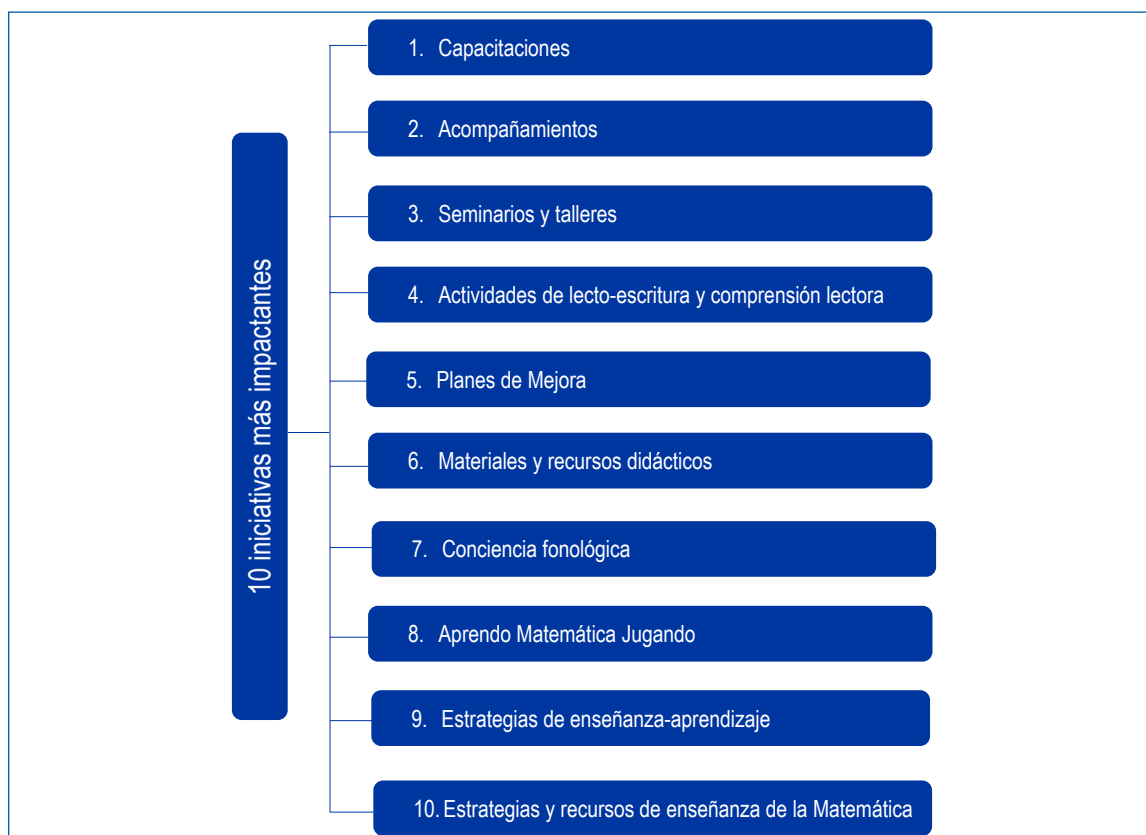 10 iniciativas más impactantes
1. Capacitaciones
2. Acompañamientos
3. Seminarios y talleres
4. Actividades de lecto-escritura y comprensión lectora
5. Planes de Mejora
6. Materiales y recursos didácticos
7. Conciencia fonológica
8. Aprendo Matemática Jugando
9. Estrategias de enseñanza-aprendizaje
10. Estrategias y recursos de enseñanza de la Matemática